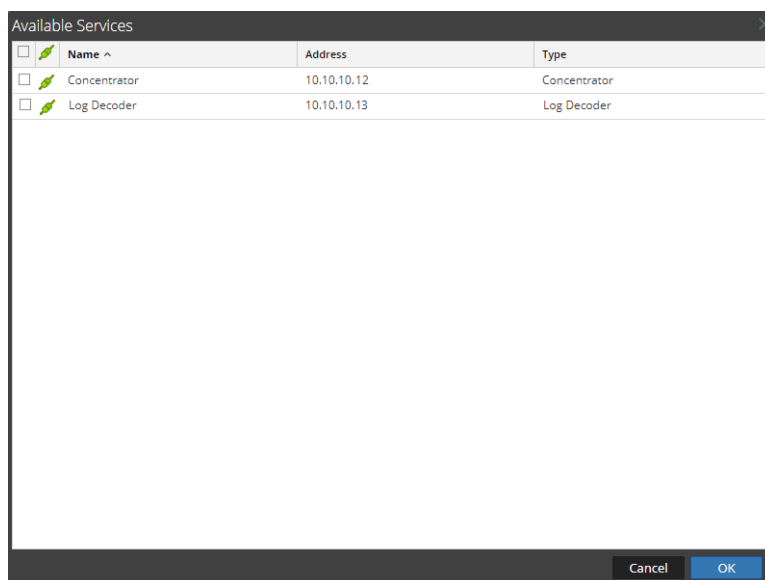 Available Services
Name Address Type
Concentrator 10.10.10.12 Concentrator
Log Decoder 10.10.10.13 Log Decoder
Cancel OK